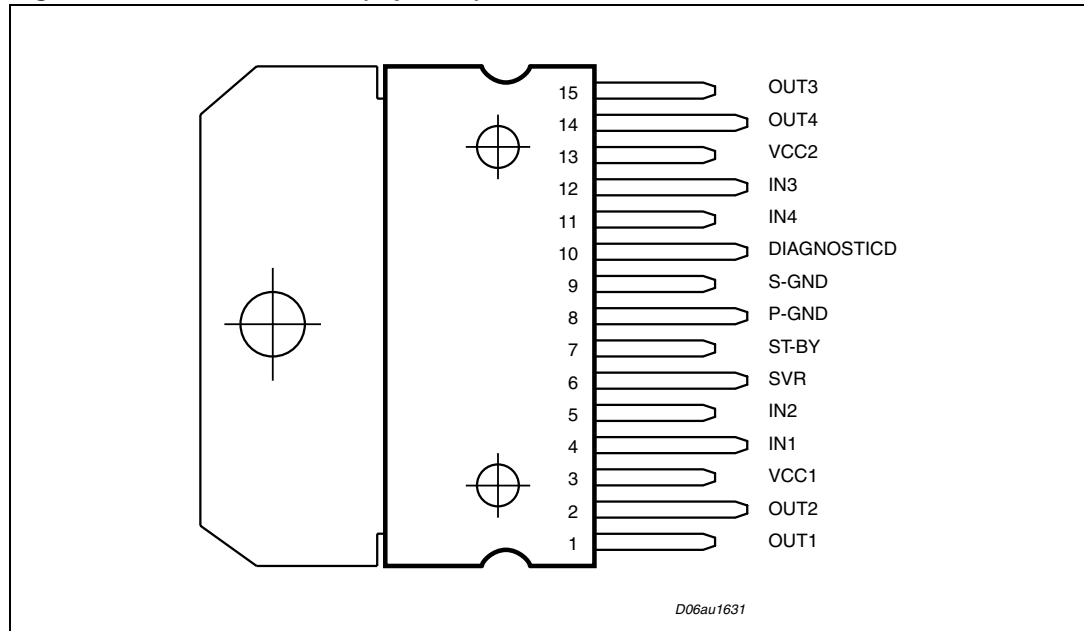 15 OUT3
14 OUT4
13 VCC2
12 IN3
11 IN4
10 DIAGNOSTICD
9 S-GND
8 P-GND
7 ST-BY
6 SVR
5 IN2
4 IN1
3 VCC1
2 OUT2
1 OUT1
D06au1631